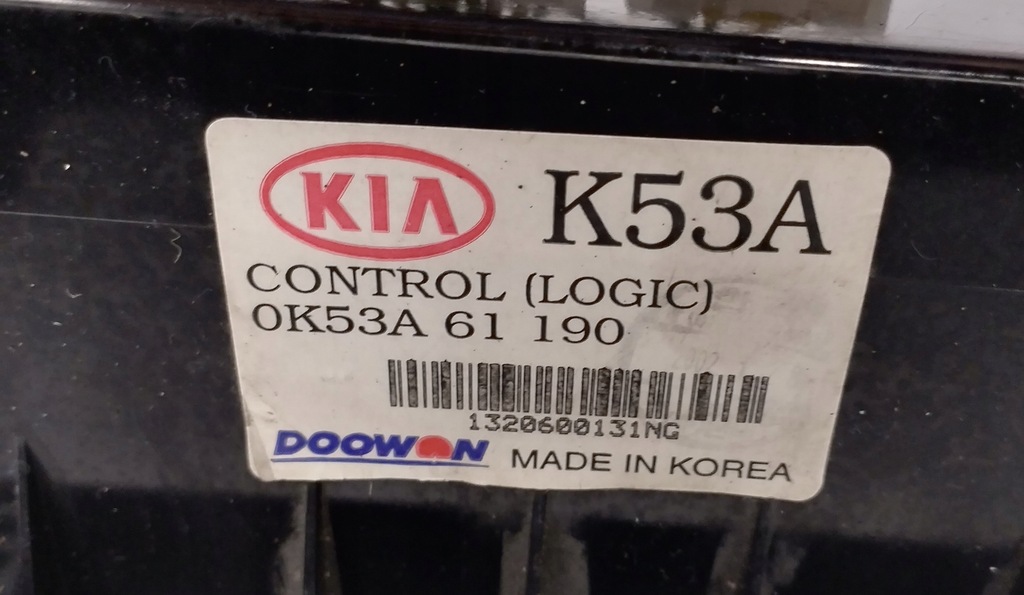 KIA K53A
CONTROL (LOGIC)
0K53A 61 190
1320600131NG
DOOWON MADE IN KOREA